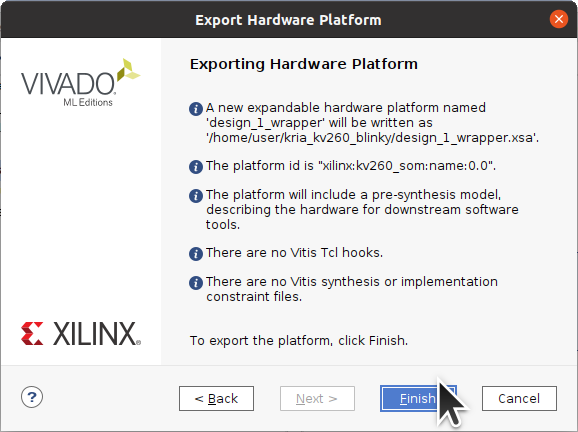 Export Hardware Platform
VIVADO
ML Editions
Exporting Hardware Platform
A new expandable hardware platform named
'design_1_wrapper' will be written as
'/home/user/kria_kv260_blinky/design_1_wrapper.xsa'.
The platform id is "xilinx:kv260_som:name:0.0".
The platform will include a pre-synthesis model,
describing the hardware for downstream software
tools.
There are no Vitis Tcl hooks.
There are no Vitis synthesis or implementation
constraint files.
XILINX
To export the platform, click Finish.
?
< Back
Next >
Finish
Cancel